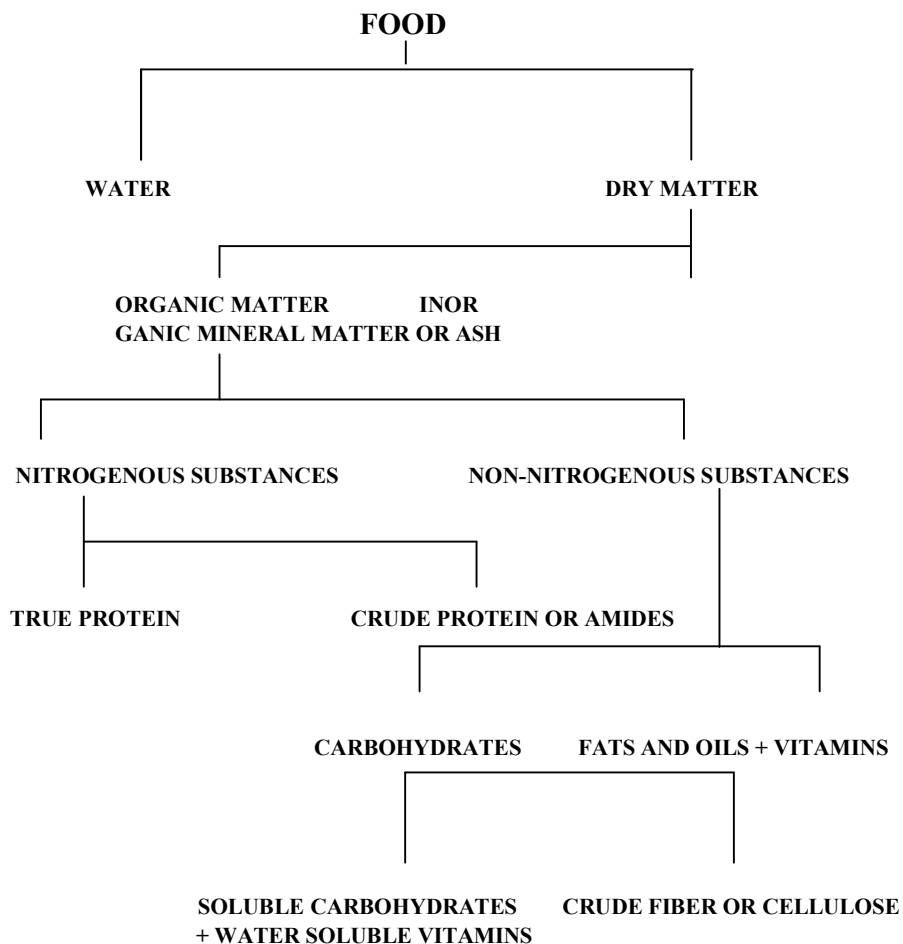 FOOD
WATER
DRY MATTER
ORGANIC MATTER INOR
GANIC MINERAL MATTER OR ASH
NITROGENOUS SUBSTANCES
NON-NITROGENOUS SUBSTANCES
TRUE PROTEIN
CRUDE PROTEIN OR AMIDES
CARBOHYDRATES
FATS AND OILS + VITAMINS
SOLUBLE CARBOHYDRATES
+ WATER SOLUBLE VITAMINS
CRUDE FIBER OR CELLULOSE